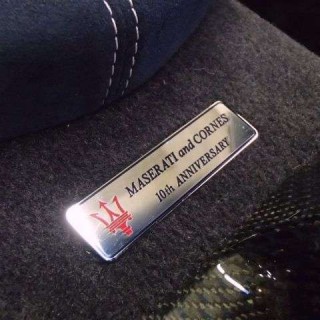 MASERATI and CORNES
10th ANNIVERSARY